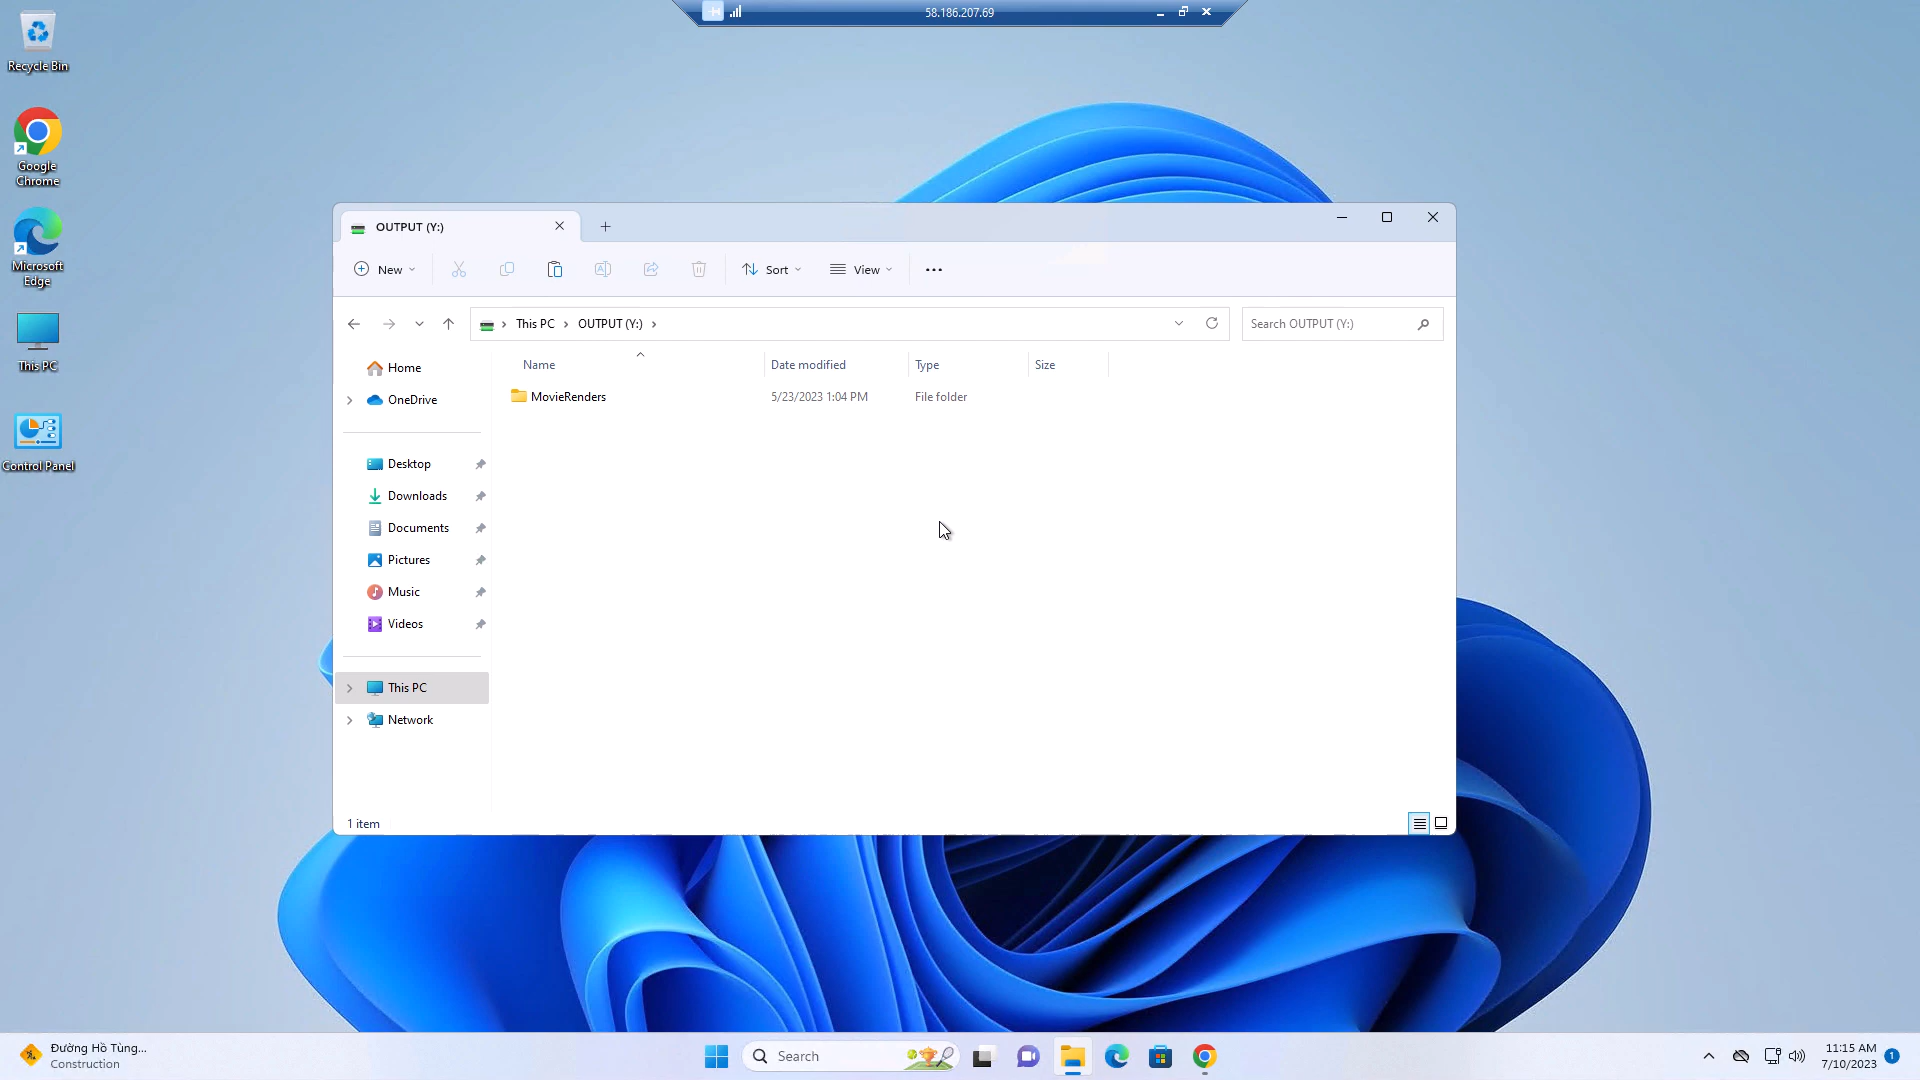 58.186.207.69
Recycle Bin
Google
Chrome
Microsoft
Edge
This PC
Control Panel
OUTPUT (Y:)
New
Sort
View
This PC
OUTPUT (Y:)
Search OUTPUT (Y:)
Name Date modified Type Size
MovieRenders 5/23/2023 1:04 PM File folder
Home
OneDrive
Desktop
Downloads
Documents
Pictures
Music
Videos
This PC
Network
1 item
Đường Hồ Tùng...
Construction
Search
11:15 AM
7/10/2023
1